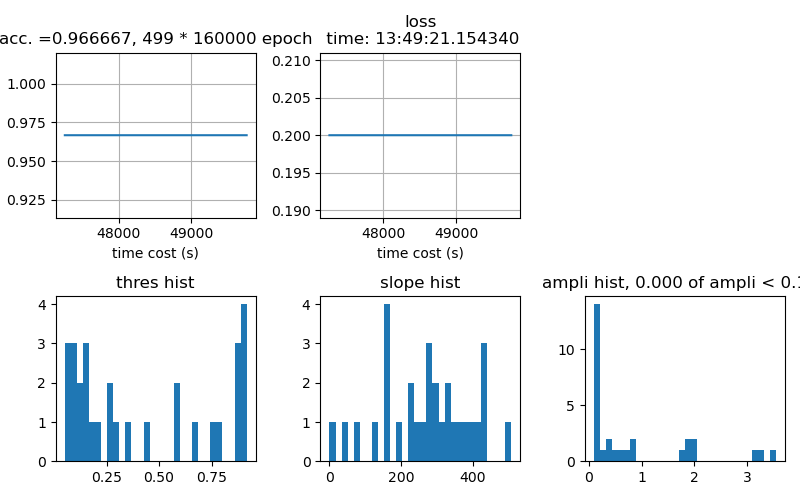 acc. =0.966667, 499 * 160000 epoch
loss
time: 13:49:21.154340
1.000
0.975
0.950
0.925
48000 49000
time cost (s)
0.210
0.205
0.200
0.195
0.190
48000 49000
time cost (s)
thres hist
4
3
2
1
0
0.25 0.50 0.75
slope hist
4
3
2
1
0
0 200 400
ampli hist, 0.000 of ampli < 0.1
10
5
0
0 1 2 3